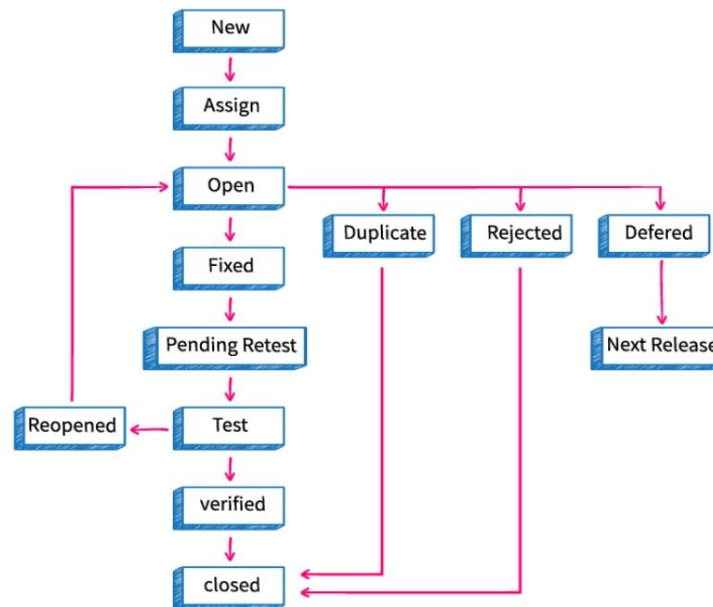 New
Assign
Open
Duplicate
Rejected
Defered
Fixed
Pending Retest
Next Release
Reopened
Test
verified
closed